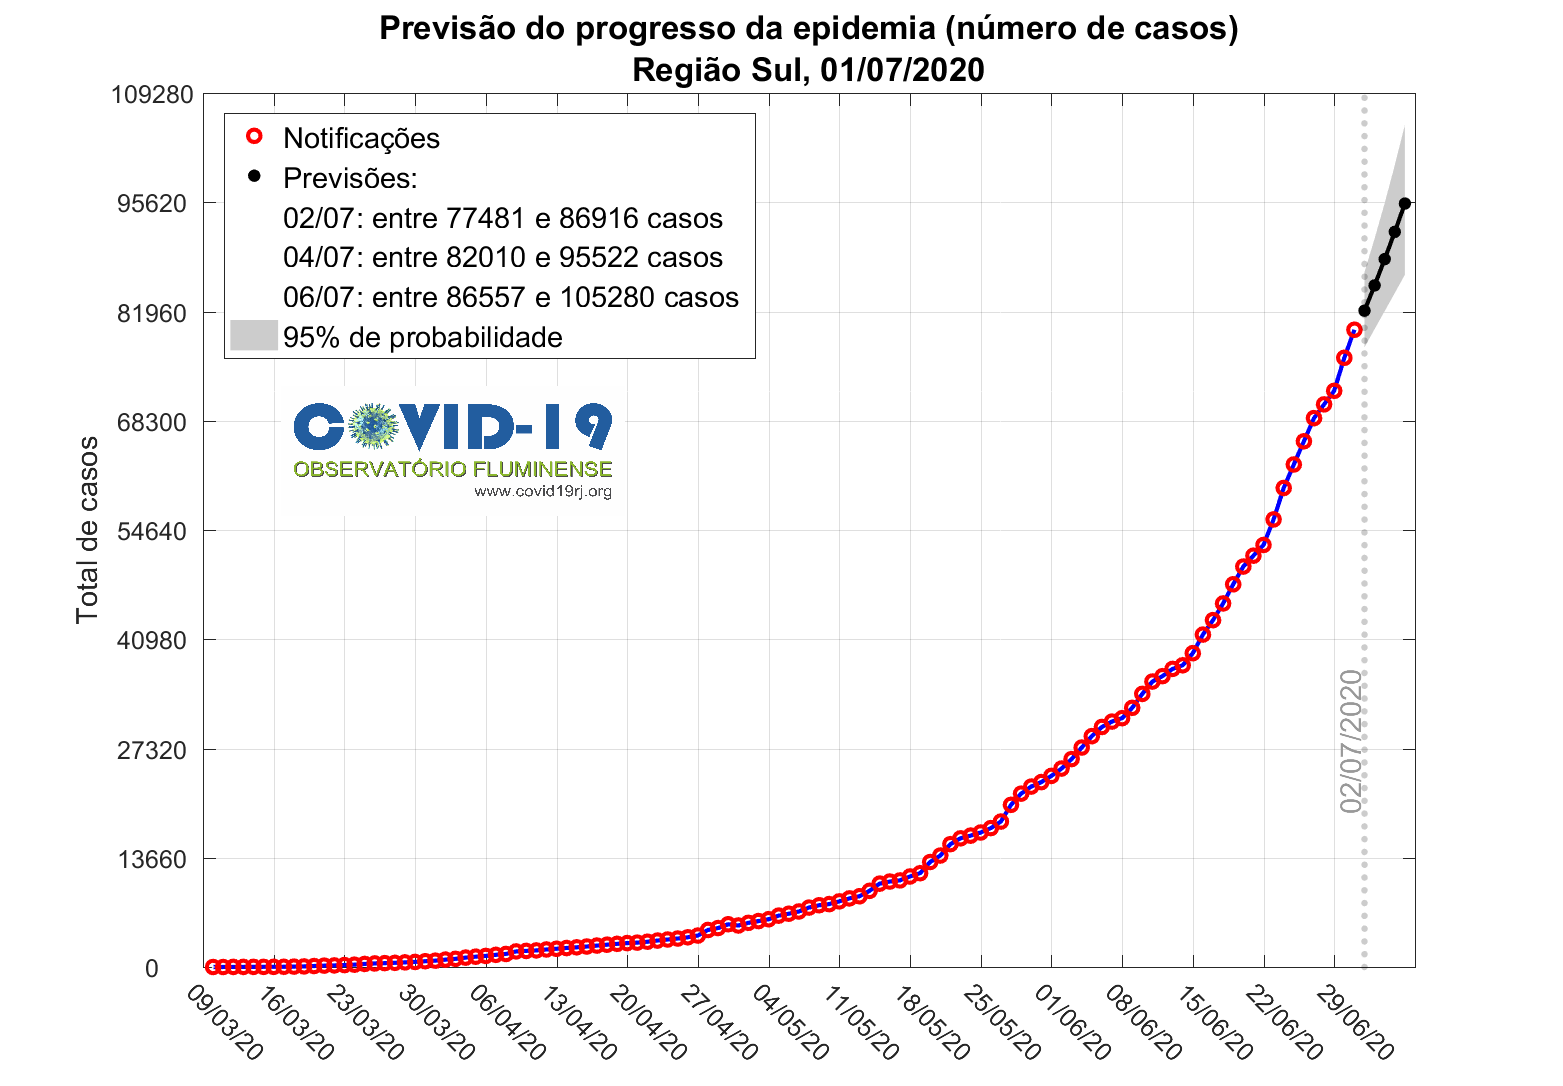 Previsão do progresso da epidemia (número de casos)
Região Sul, 01/07/2020
109280
95620
81960
68300
54640
40980
27320
13660
0
Total de casos
Notificações
Previsões:
02/07: entre 77481 e 86916 casos
04/07: entre 82010 e 95522 casos
06/07: entre 86557 e 105280 casos
95% de probabilidade
COVID-19
OBSERVATÓRIO FLUMINENSE
www.covid19rj.org
02/07/2020
09/03/20
16/03/20
23/03/20
30/03/20
06/04/20
13/04/20
20/04/20
27/04/20
04/05/20
11/05/20
18/05/20
25/05/20
01/06/20
08/06/20
15/06/20
22/06/20
29/06/20